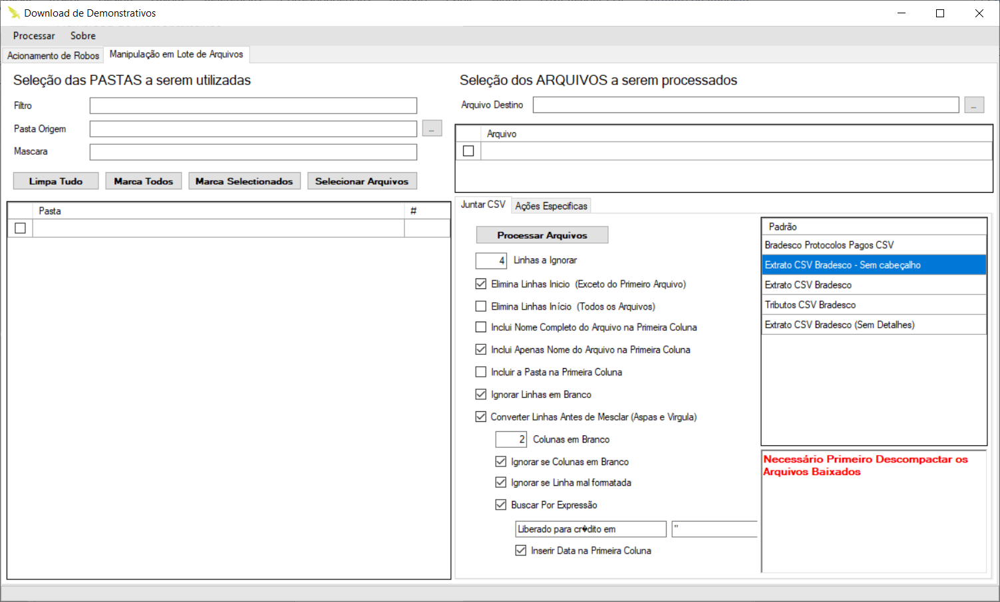 Download de Demonstrativos
Processar Sobre
Acionamento de Robos Manipulação em Lote de Arquivos
Seleção das PASTAS a serem utilizadas
Filtro
Pasta Origem ...
Mascara
Limpa Tudo Marca Todos Marca Selectionados Selecionar Arquivos
Pasta #
Seleção dos ARQUIVOS a serem processados
Arquivo Destino ...
Arquivo
Juntar CSV Ações Especificas
Processar Arquivos
4 Linhas a Ignorar
Elimina Linhas Inicio (Exceto do Primeiro Arquivo)
Elimina Linhas Início (Todos os Arquivos)
Inclui Nome Completo do Arquivo na Primeira Coluna
Inclui Apenas Nome do Arquivo na Primeira Coluna
Incluir a Pasta na Primeira Coluna
Ignorar Linhas em Branco
Converter Linhas Antes de Mesclar (Aspas e Virgula)
2 Colunas em Branco
Ignorar se Colunas em Branco
Ignorar se Linha mal formatada
Buscar Por Expressão
Liberado para cr�dito em "
Inserir Data na Primeira Coluna
Padrão
Bradesco Protocolos Pagos CSV
Extrato CSV Bradesco - Sem cabeçalho
Extrato CSV Bradesco
Tributos CSV Bradesco
Extrato CSV Bradesco (Sem Detalhes)
Necessário Primeiro Descompactar os
Arquivos Baixados